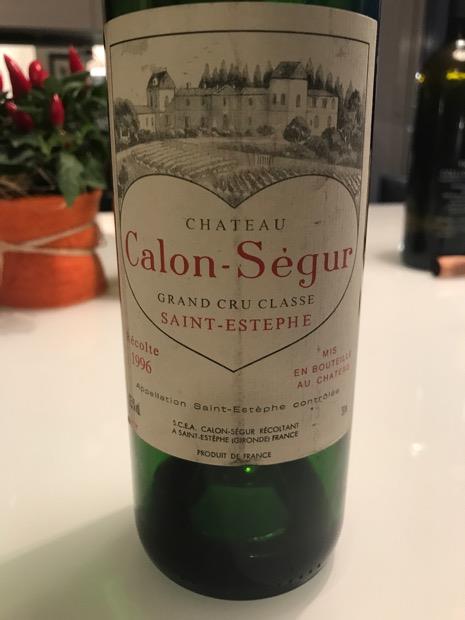 CHATEAU
Calon-Ségur
GRAND CRU CLASSE
SAINT-ESTEPHE
Récolte
1996
MIS
EN BOUTEILLE
AU CHATEAU
Appellation Saint-Estèphe contrôlée
S.C.E.A. CALON-SÉGUR RÉCOLTANT
A SAINT-ESTÈPHE (GIRONDE) FRANCE
PRODUIT DE FRANCE